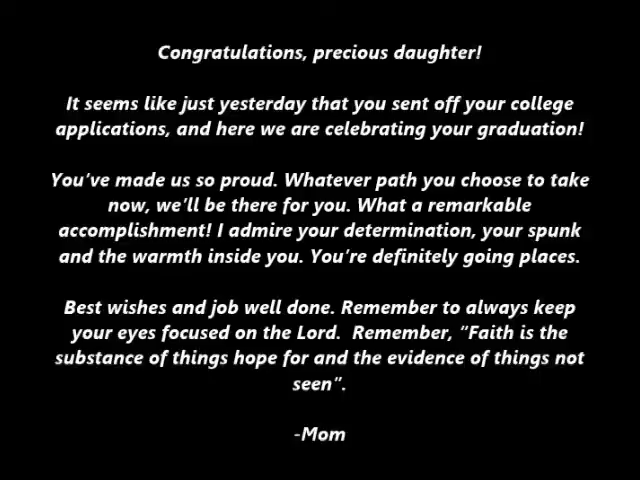 Congratulations, precious daughter!
It seems like just yesterday that you sent off your college
applications, and here we are celebrating your graduation!
You’ve made us so proud. Whatever path you choose to take
now, we’ll be there for you. What a remarkable
accomplishment! I admire your determination, your spunk
and the warmth inside you. You’re definitely going places.
Best wishes and job well done. Remember to always keep
your eyes focused on the Lord.  Remember, “Faith is the
substance of things hope for and the evidence of things not
seen”.
-Mom